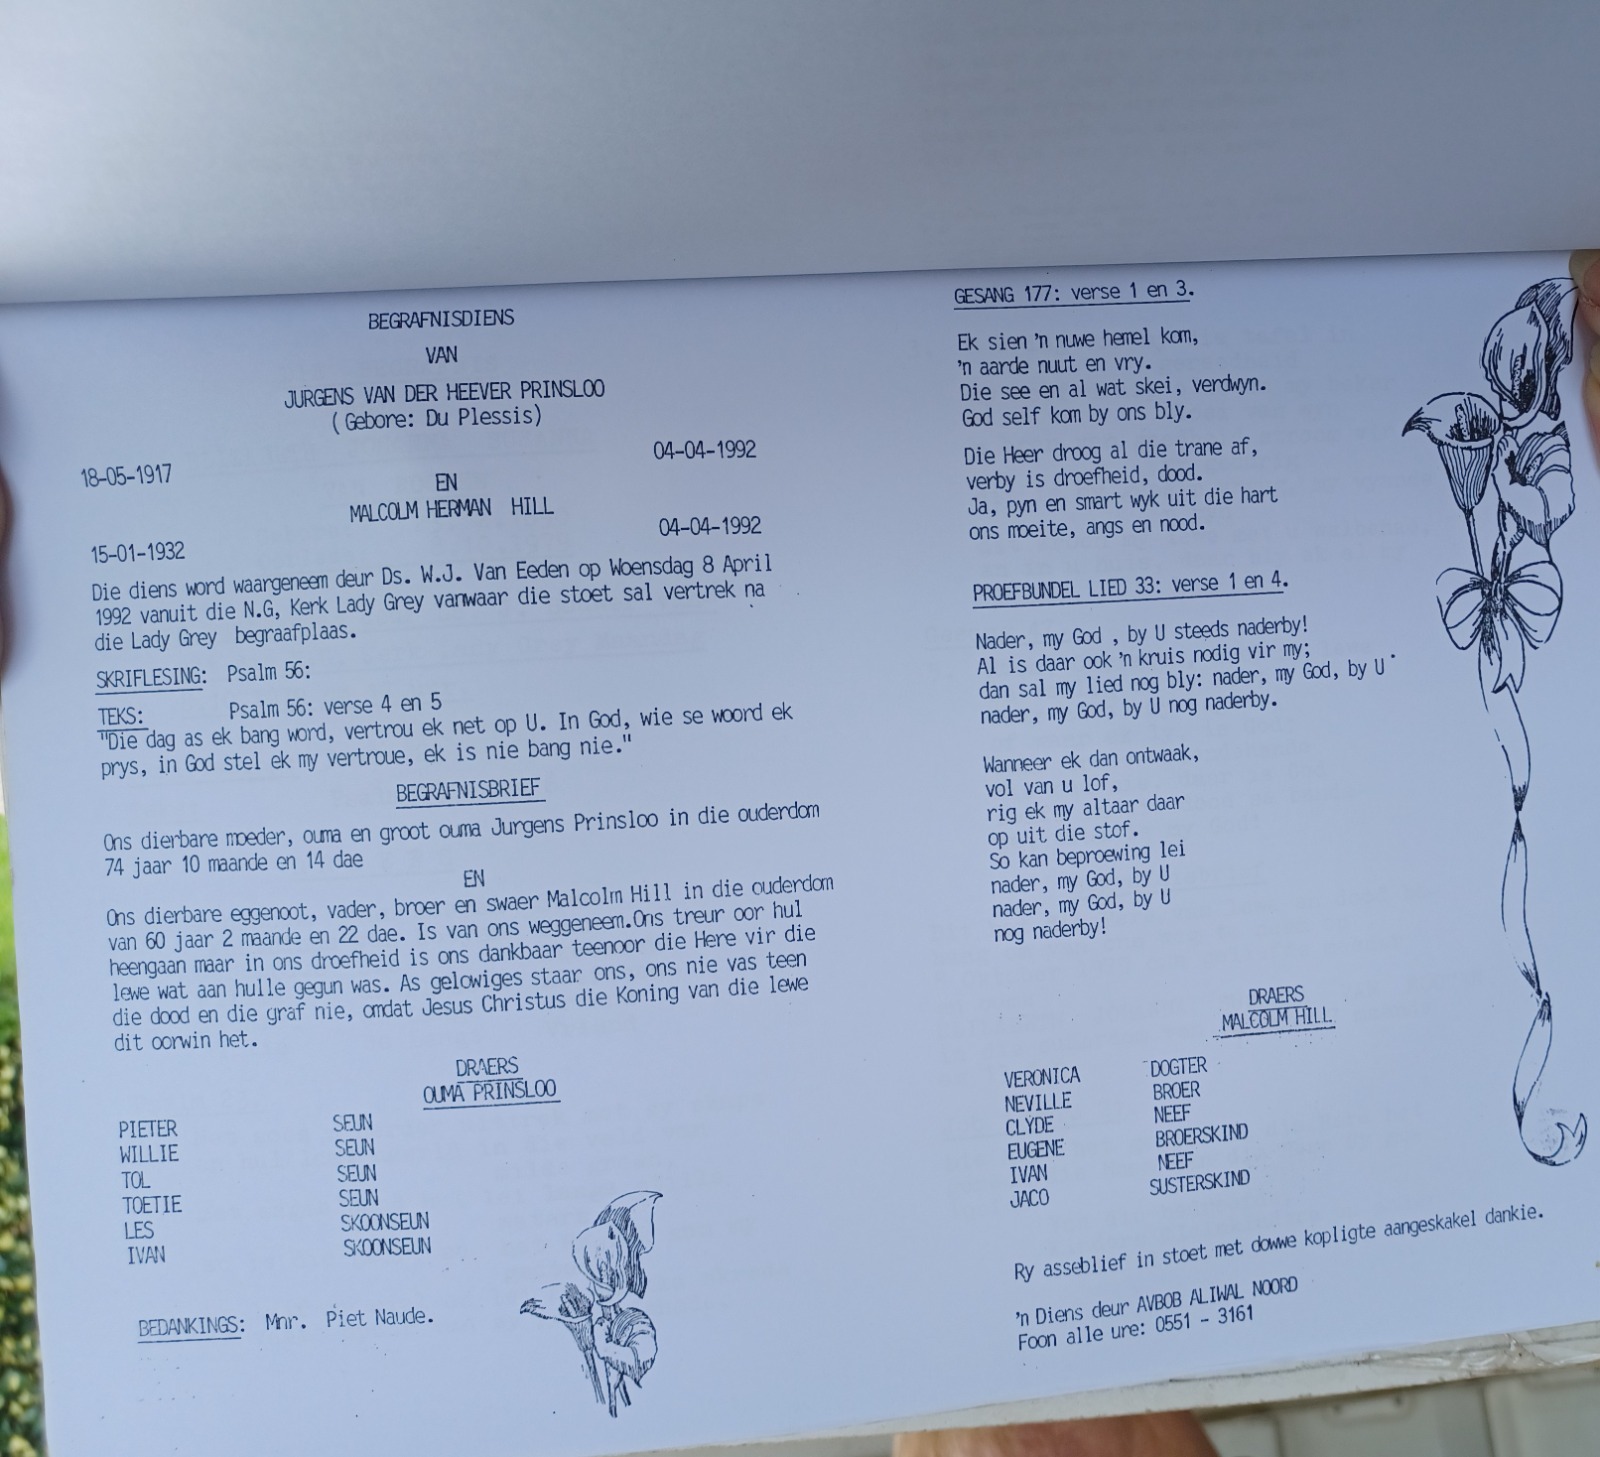 BEGRAFNISDIENS
VAN
JURGENS VAN DER HEEVER PRINSLOO
(Gebore: Du Plessis)
18-05-1917 04-04-1992
EN
MALCOLM HERMAN HILL
15-01-1932 04-04-1992
Die diens word waargeneem deur Ds. W.J. Van Eeden op Woensdag 8 April
1992 vanuit die N.G, Kerk Lady Grey vanwaar die stoet sal vertrek na
die Lady Grey begraafplaas.
SKRIFLESING: Psalm 56:
TEKS: Psalm 56: verse 4 en 5
"Die dag as ek bang word, vertrou ek net op U. In God, wie se woord ek
prys, in God stel ek my vertroue, ek is nie bang nie."
BEGRAFNISBRIEF
Ons dierbare moeder, ouma en groot ouma Jurgens Prinsloo in die ouderdom
74 jaar 10 maande en 14 dae
EN
Ons dierbare eggenoot, vader, broer en swaer Malcolm Hill in die ouderdom
van 60 jaar 2 maande en 22 dae. Is van ons weggeneem.Ons treur oor hul
heengaan maar in ons droefheid is ons dankbaar teenoor die Here vir die
lewe wat aan hulle gegun was. As gelowiges staar ons, ons nie vas teen
die dood en die graf nie, omdat Jesus Christus die Koning van die lewe
dit oorwin het.
DRAERS
OUMA PRINSLOO
PIETER SEUN
WILLIE SEUN
TOL SEUN
TOETIE SEUN
LES SKOONSEUN
IVAN SKOONSEUN
BEDANKINGS: Mnr. Piet Naude.
GESANG 177: verse 1 en 3.
Ek sien 'n nuwe hemel kom,
'n aarde nuut en vry.
Die see en al wat skei, verdwyn.
God self kom by ons bly.
Die Heer droog al die trane af,
verby is droefheid, dood.
Ja, pyn en smart wyk uit die hart
ons moeite, angs en nood.
PROEFBUNDEL LIED 33: verse 1 en 4.
Nader, my God , by U steeds naderby!
Al is daar ook 'n kruis nodig vir my;
dan sal my lied nog bly: nader, my God, by U
nader, my God, by U nog naderby.
Wanneer ek dan ontwaak,
vol van u lof,
rig ek my altaar daar
op uit die stof.
So kan beproewing lei
nader, my God, by U
nader, my God, by U
nog naderby!
DRAERS
MALCOLM HILL
VERONICA DOGTER
NEVILLE BROER
CLYDE NEEF
EUGENE BROERSKIND
IVAN NEEF
JACO SUSTERSKIND
Ry asseblief in stoet met dowwe kopligte aangeskakel dankie.
'n Diens deur AVBOB ALIWAL NOORD
Foon alle ure: 0551 - 3161